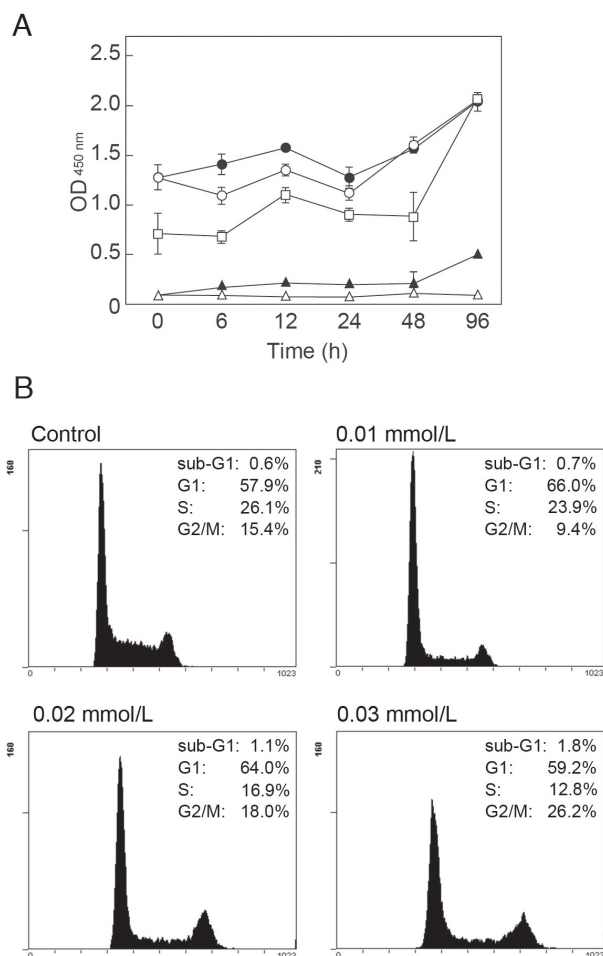 A
2.5
2.0
1.5
1.0
0.5
0
OD 450 nm
0 6 12 24 48 96
Time (h)
B
Control
160
sub-G1: 0.6%
G1: 57.9%
S: 26.1%
G2/M: 15.4%
0 1023
0.01 mmol/L
210
sub-G1: 0.7%
G1: 66.0%
S: 23.9%
G2/M: 9.4%
0 1023
0.02 mmol/L
160
sub-G1: 1.1%
G1: 64.0%
S: 16.9%
G2/M: 18.0%
0 1023
0.03 mmol/L
160
sub-G1: 1.8%
G1: 59.2%
S: 12.8%
G2/M: 26.2%
0 1023